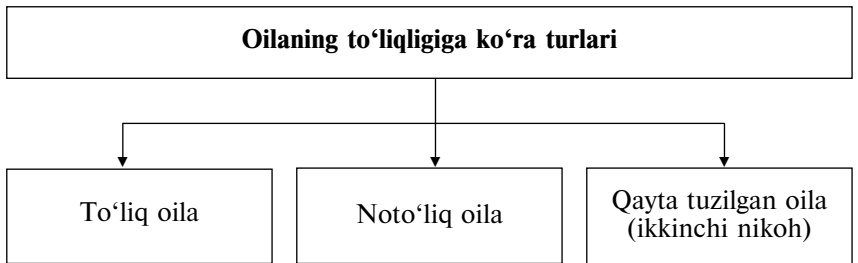 Oilaning to‘liqligiga ko‘ra turlari
To‘liq oila
Noto‘liq oila
Qayta tuzilgan oila
(ikkinchi nikoh)